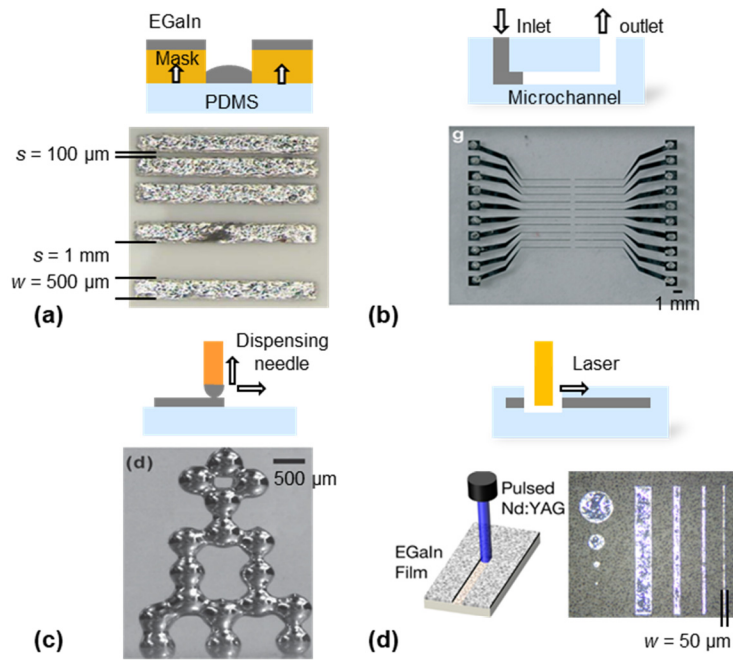 EGaIn
Mask
PDMS
s = 100 μm
s = 1 mm
w = 500 μm
(a)
Inlet
outlet
Microchannel
g
1 mm
(b)
Dispensing
needle
(d)
500 μm
(c)
Laser
Pulsed
Nd:YAG
EGaIn
Film
w = 50 μm
(d)